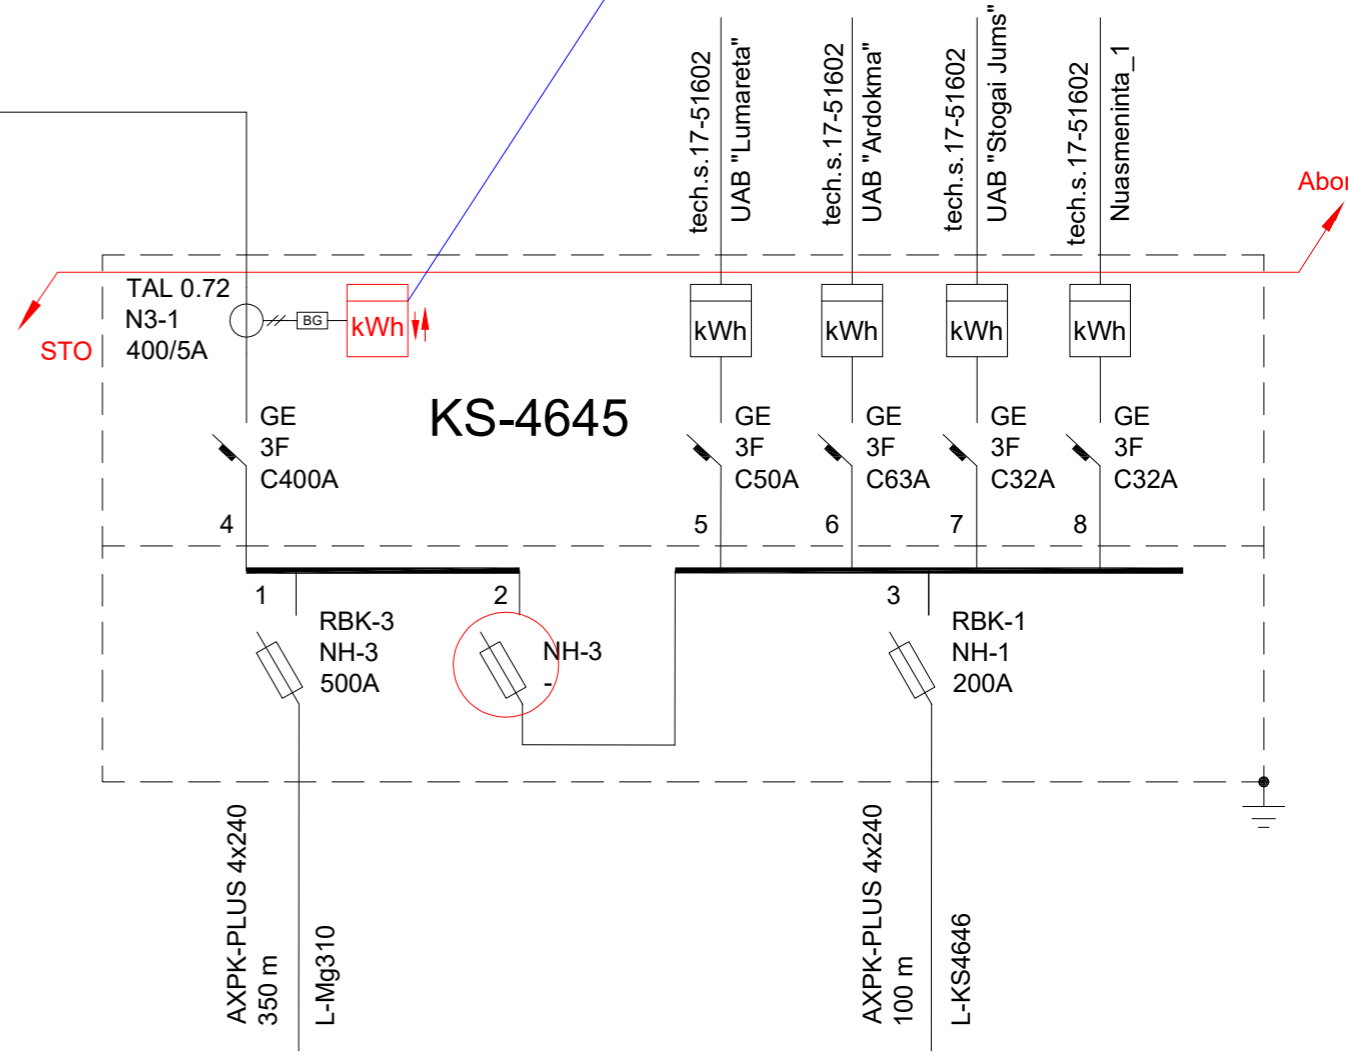 tech.s.17-51602
UAB "Lumareta"
tech.s.17-51602
UAB "Ardokma"
tech.s.17-51602
UAB "Stogai Jums"
tech.s.17-51602
Nuasmeninta_1
Abon
STO
TAL 0.72
N3-1
400/5A
BG
kWh
kWh
kWh
kWh
kWh
KS-4645
GE
3F
C400A
GE
3F
C50A
GE
3F
C63A
GE
3F
C32A
GE
3F
C32A
4
5
6
7
8
1
2
3
RBK-3
NH-3
500A
NH-3
-
RBK-1
NH-1
200A
AXPK-PLUS 4x240
350 m
L-Mg310
AXPK-PLUS 4x240
100 m
L-KS4646